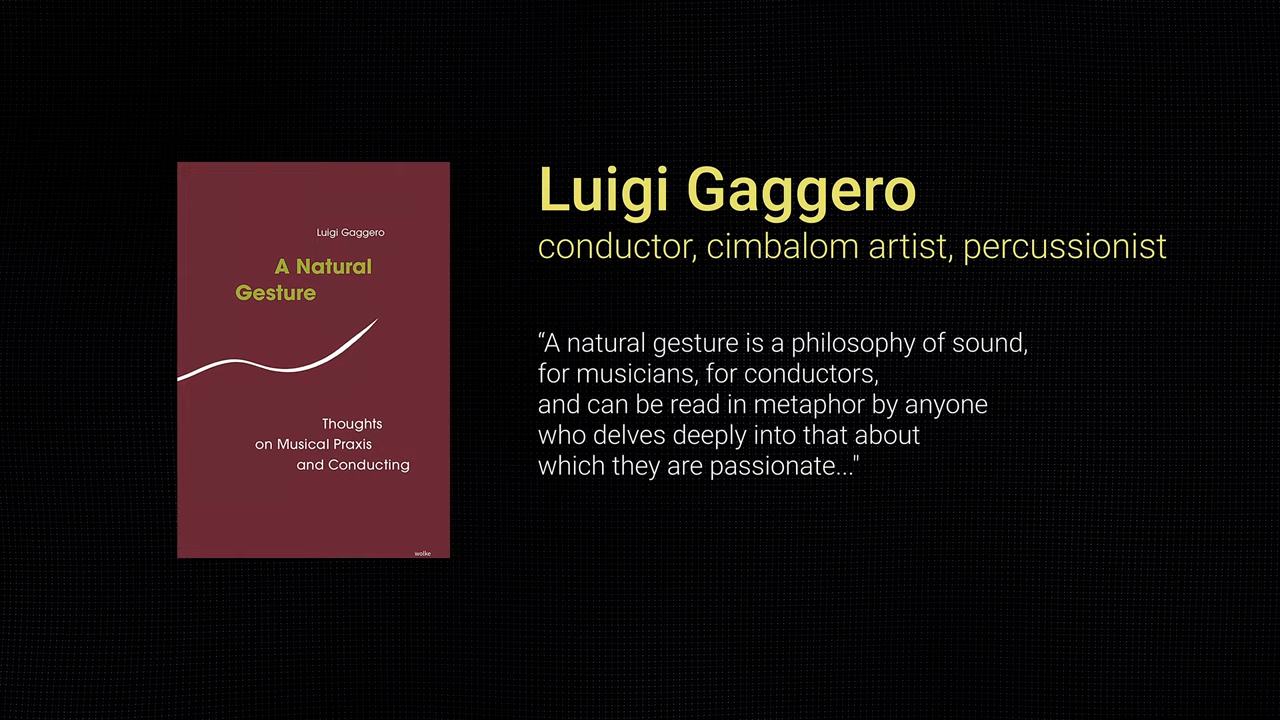 Luigi Gaggero
A Natural
Gesture
Thoughts
on Musical Praxis
and Conducting
wolke
Luigi Gaggero
conductor, cimbalom artist, percussionist
“A natural gesture is a philosophy of sound,
for musicians, for conductors,
and can be read in metaphor by anyone
who delves deeply into that about
which they are passionate..."